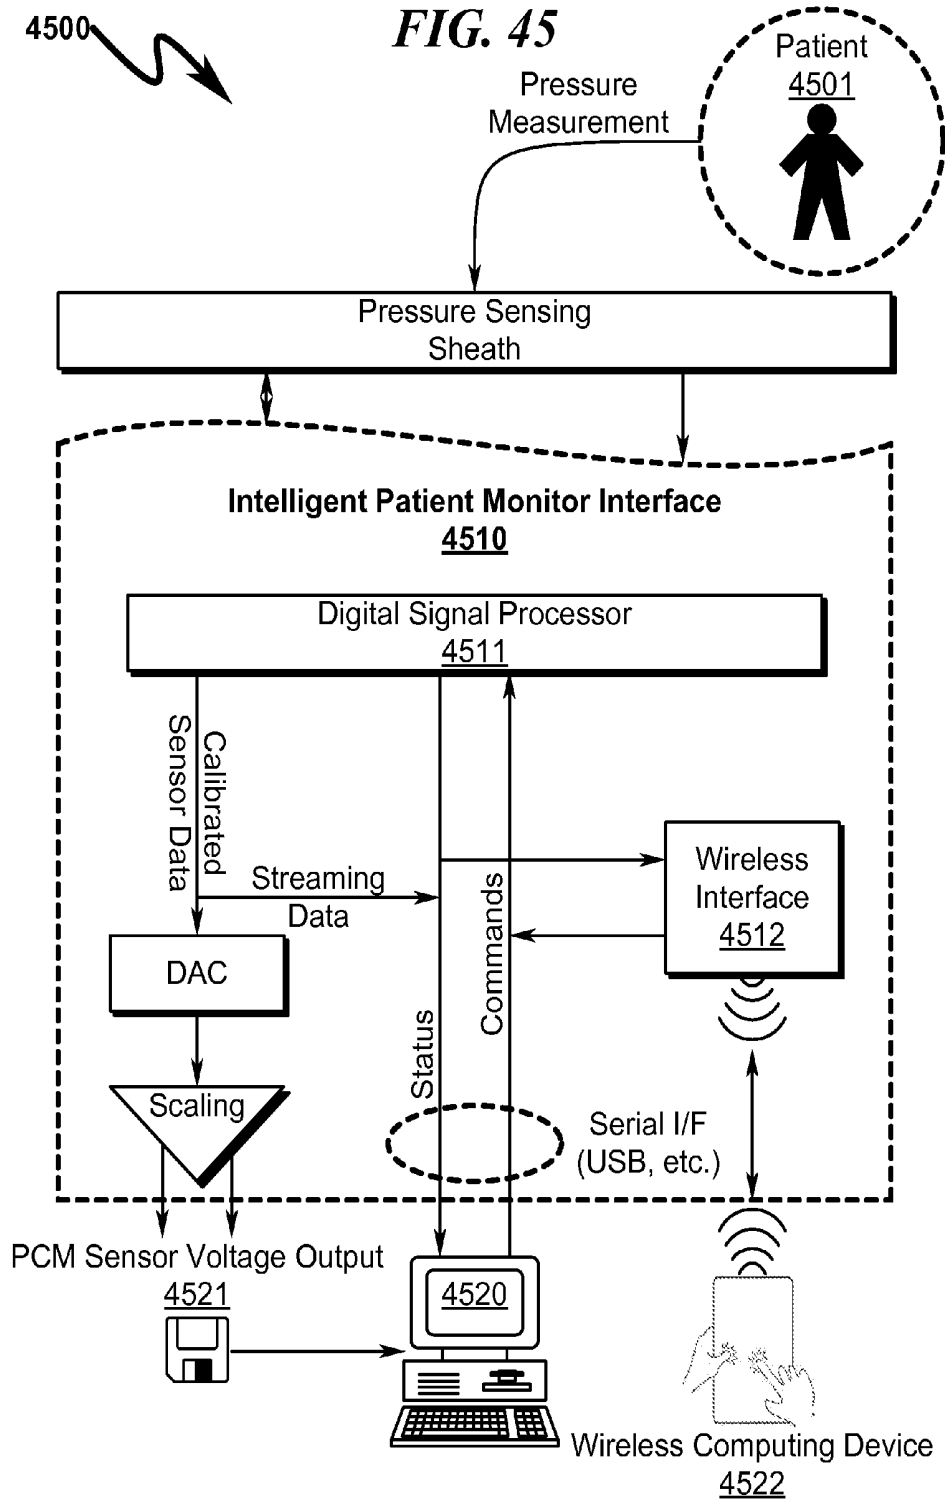 4500
FIG. 45
Patient
4501
Pressure
Measurement
Pressure Sensing
Sheath
Intelligent Patient Monitor Interface
4510
Digital Signal Processor
4511
Calibrated
Sensor Data
Streaming
Data
Wireless
Interface
4512
DAC
Commands
Status
Scaling
Serial I/F
(USB, etc.)
PCM Sensor Voltage Output
4521
4520
Wireless Computing Device
4522